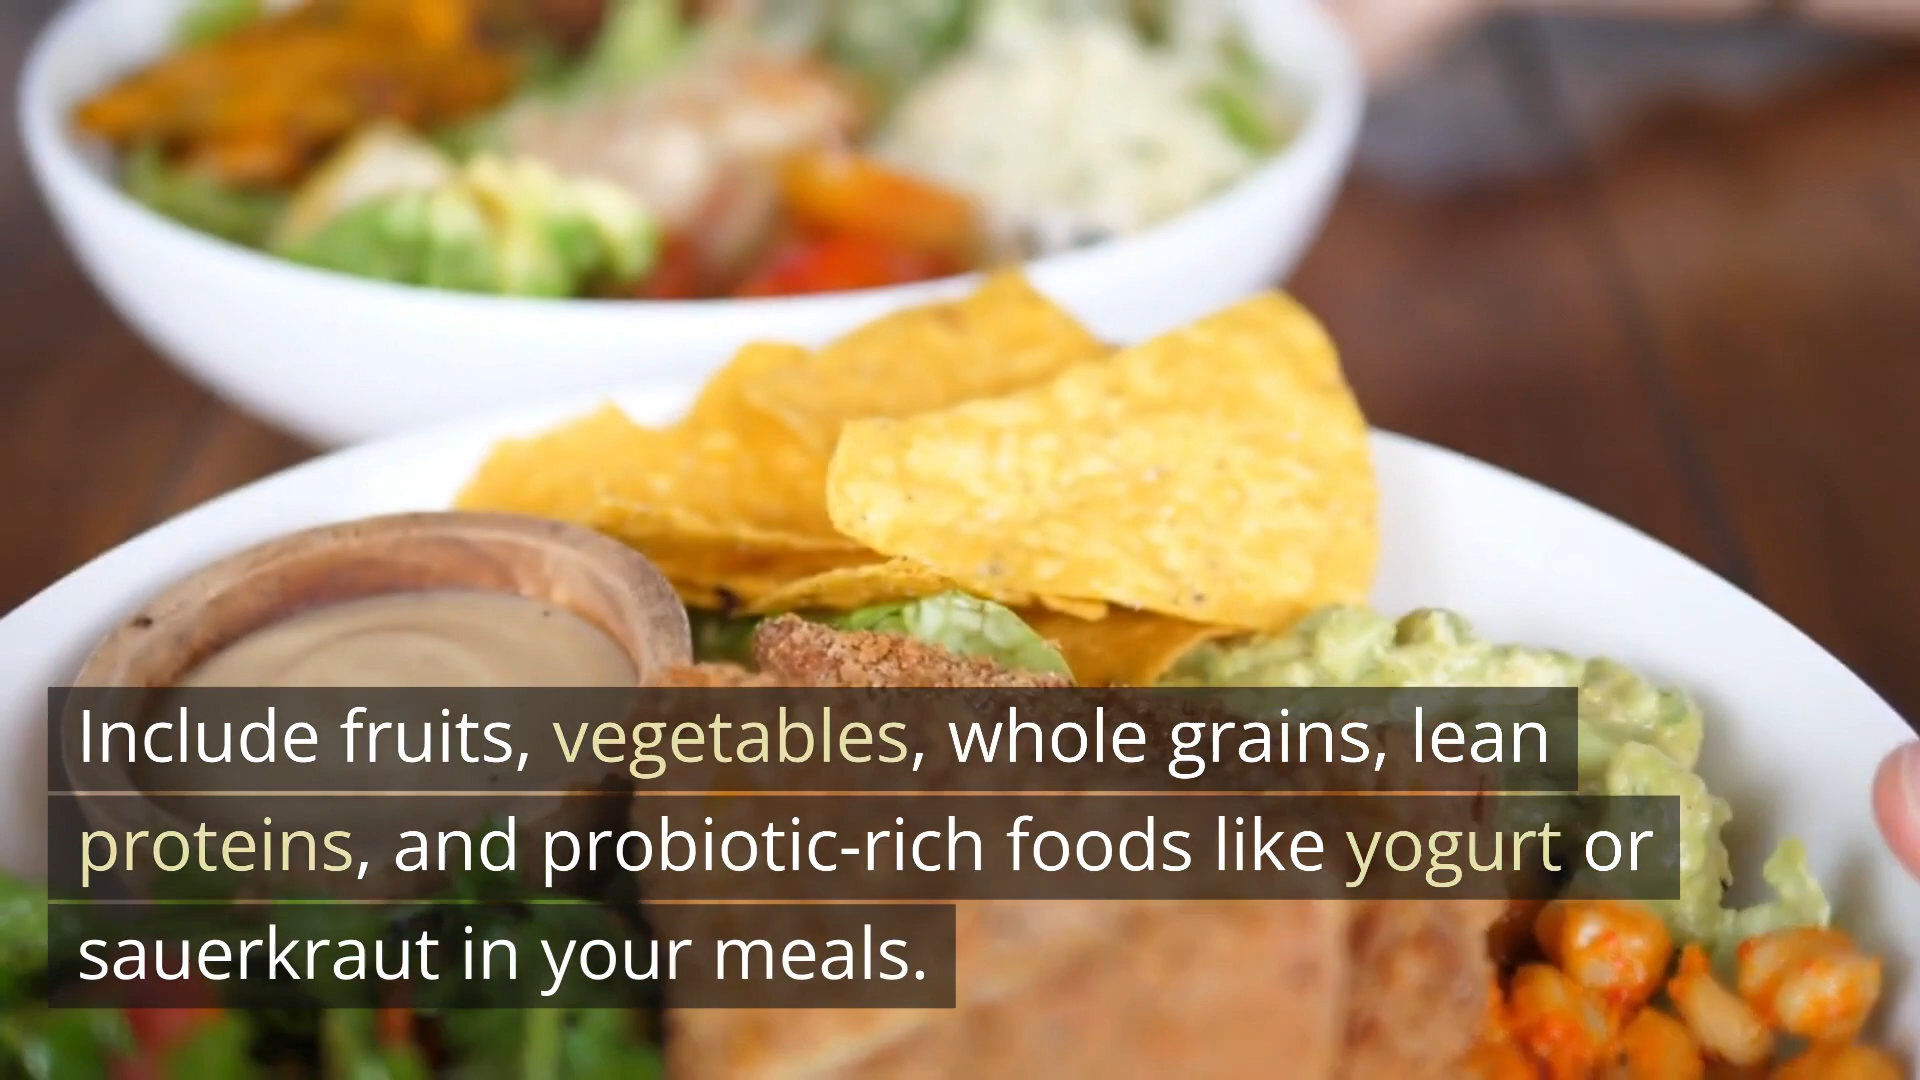 Include fruits, vegetables, whole grains, lean
proteins, and probiotic-rich foods like yogurt or
sauerkraut in your meals.